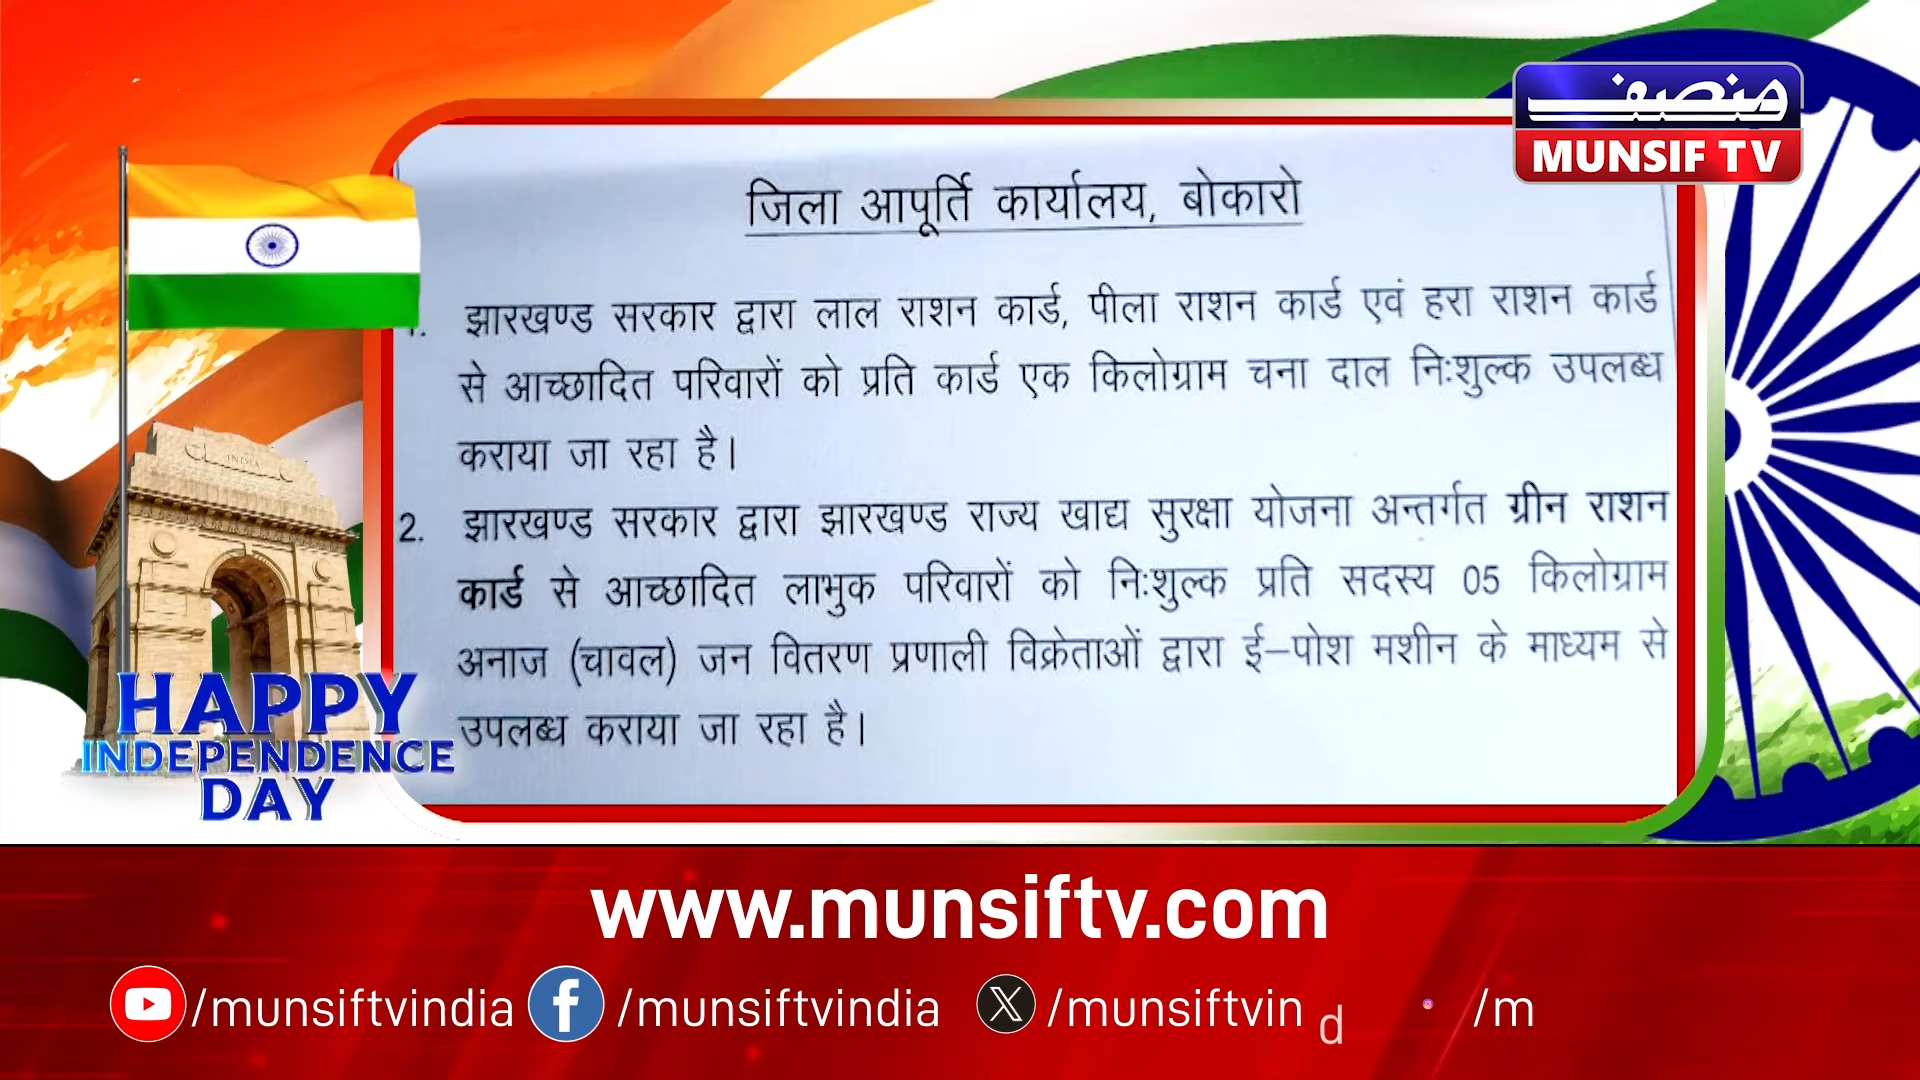 منصف
MUNSIF TV
जिला आपूर्ति कार्यालय, बोकारो
झारखण्ड सरकार द्वारा लाल राशन कार्ड, पीला राशन कार्ड एवं हरा राशन कार्ड
से आच्छादित परिवारों को प्रति कार्ड एक किलोग्राम चना दाल निःशुल्क उपलब्ध
कराया जा रहा है।
2. झारखण्ड सरकार द्वारा झारखण्ड राज्य खाद्य सुरक्षा योजना अन्तर्गत ग्रीन राशन
कार्ड से आच्छादित लाभुक परिवारों को निःशुल्क प्रति सदस्य 05 किलोग्राम
अनाज (चावल) जन वितरण प्रणाली विक्रेताओं द्वारा ई–पोश मशीन के माध्यम से
उपलब्ध कराया जा रहा है।
INDIA
HAPPY
INDEPENDENCE
DAY
www.munsiftv.com
/munsiftvindia /munsiftvindia /munsiftvind /m